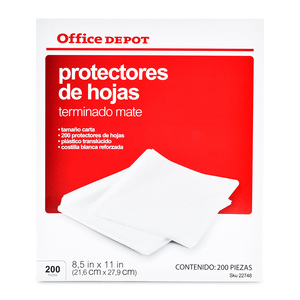 Office DEPOT
protectores
de hojas
terminado mate
• tamaño carta
• 200 protectores de hojas
• plástico translúcido
• costilla blanca reforzada
200
8,5 in x 11 in
(21,6 cm x 27,9 cm)
CONTENIDO: 200 PIEZAS
Sku 22748